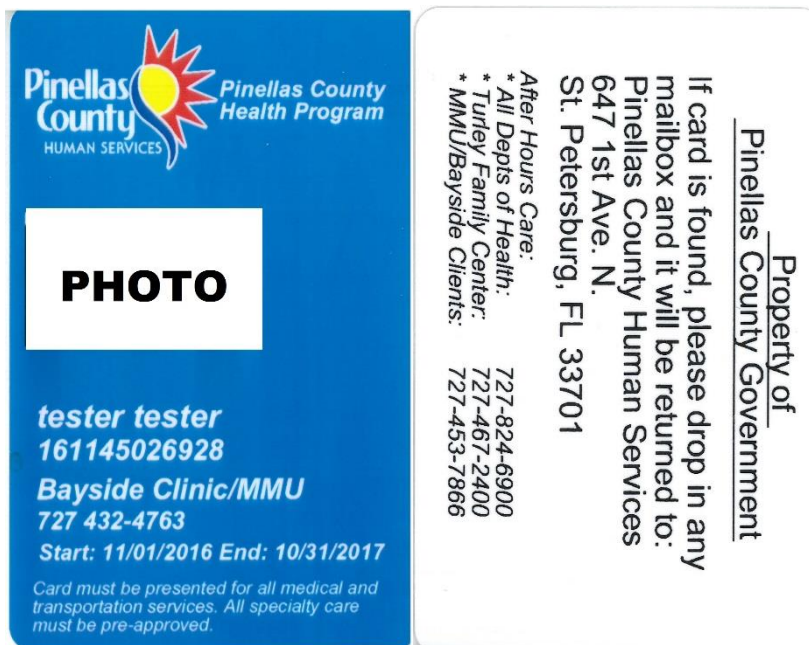 Pinellas
County
HUMAN SERVICES
Pinellas County
Health Program
PHOTO
tester tester
161145026928
Bayside Clinic/MMU
727 432-4763
Start: 11/01/2016 End: 10/31/2017
Card must be presented for all medical and
transportation services. All specialty care
must be pre-approved.
Property of
Pinellas County Government
If card is found, please drop in any
mailbox and it will be returned to:
Pinellas County Human Services
647 1st Ave. N.
St. Petersburg, FL 33701
After Hours Care:
* All Depts of Health: 727-824-6900
* Turley Family Center: 727-467-2400
* MMU/Bayside Clients: 727-453-7866